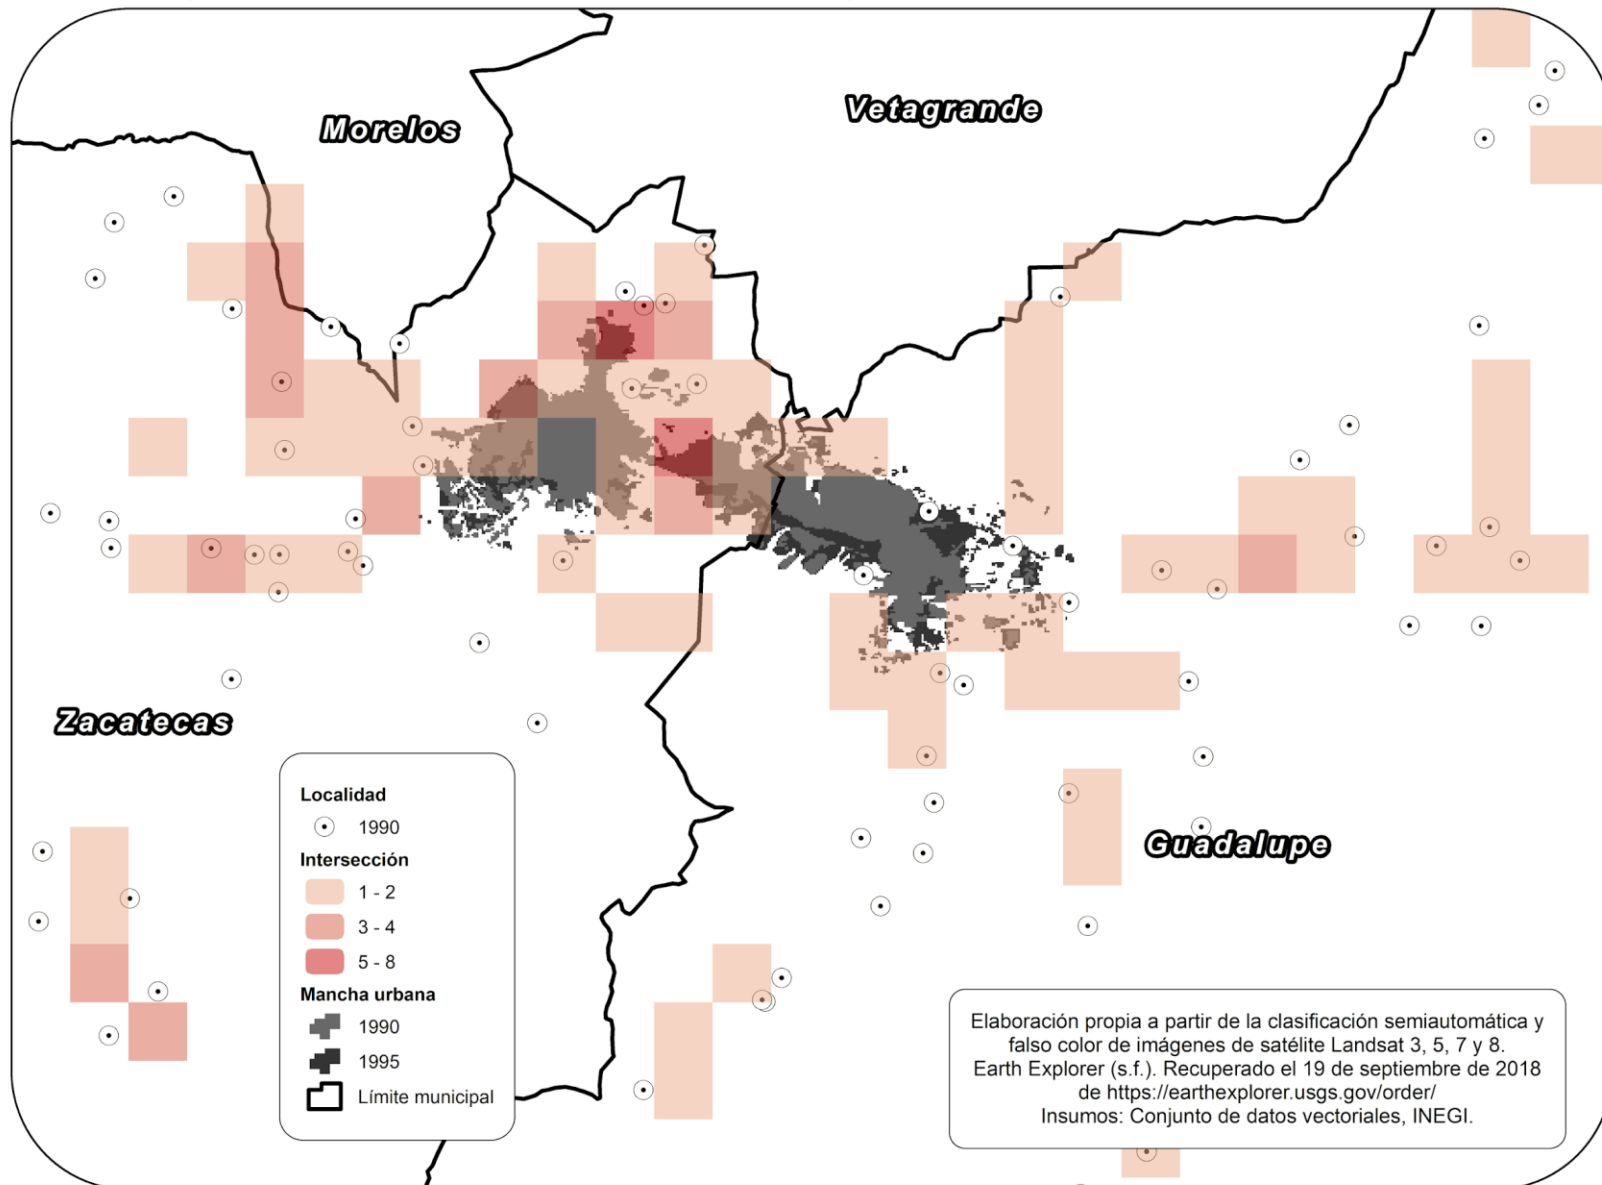 Morelos
Vetagrande
Zacatecas
Guadalupe
Localidad
1990
Intersección
1 - 2
3 - 4
5 - 8
Mancha urbana
1990
1995
Límite municipal
Elaboración propia a partir de la clasificación semiautomática y
falso color de imágenes de satélite Landsat 3, 5, 7 y 8.
Earth Explorer (s.f.). Recuperado el 19 de septiembre de 2018
de https://earthexplorer.usgs.gov/order/
Insumos: Conjunto de datos vectoriales, INEGI.